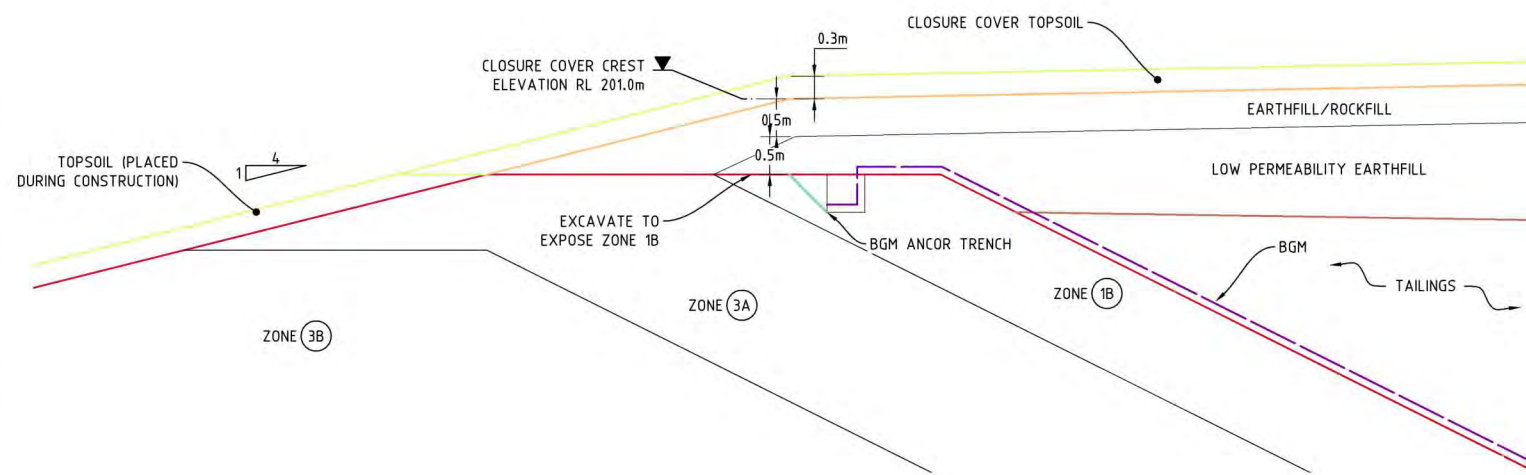 CLOSURE COVER TOPSOIL
0.3m
CLOSURE COVER CREST
ELEVATION RL 201.0m
EARTHFILL/ROCKFILL
0.5m
TOPSOIL (PLACED
DURING CONSTRUCTION)
4
1
0.5m
LOW PERMEABILITY EARTHFILL
EXCAVATE TO
EXPOSE ZONE 1B
BGM ANCOR TRENCH
BGM
TAILINGS
ZONE 1B
ZONE 3A
ZONE 3B